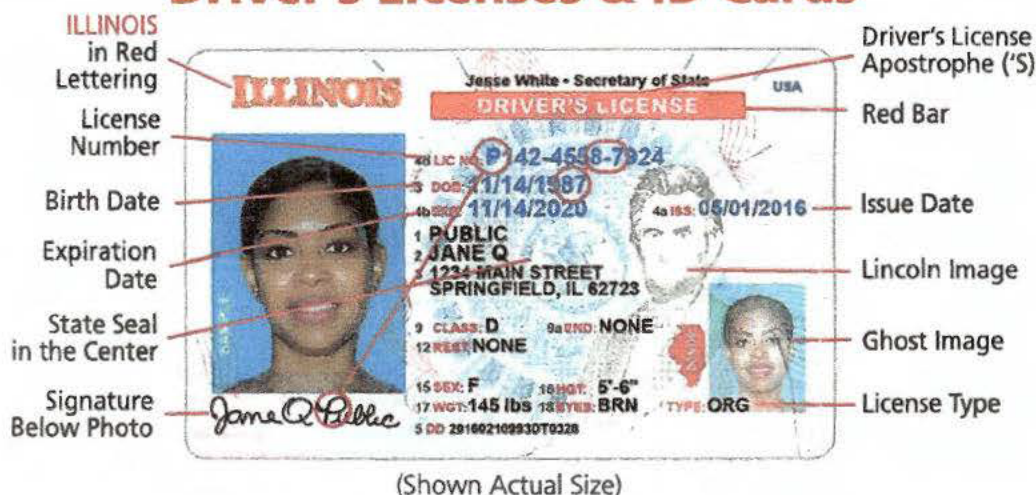 Driver's Licenses & ID Cards
ILLINOIS
in Red
Lettering
License
Number
Birth Date
Expiration
Date
State Seal
in the Center
Signature
Below Photo
ILLINOIS
Jesse White • Secretary of State
USA
DRIVER'S LICENSE
4d LIC NO: P142-4558-7924
3 DOB: 11/14/1987
4b EXP: 11/14/2020
4a ISS: 05/01/2016
1 PUBLIC
2 JANE Q
1234 MAIN STREET
SPRINGFIELD, IL 62723
9 CLASS: D
9a END: NONE
12 REST: NONE
15 SEX: F
16 HGT: 5'-6"
17 WGT: 145 lbs
18 EYES: BRN
TYPE: ORG
5 DD 20160210993DT0328
Jane Q Public
Driver's License
Apostrophe ('S)
Red Bar
Issue Date
Lincoln Image
Ghost Image
License Type
(Shown Actual Size)